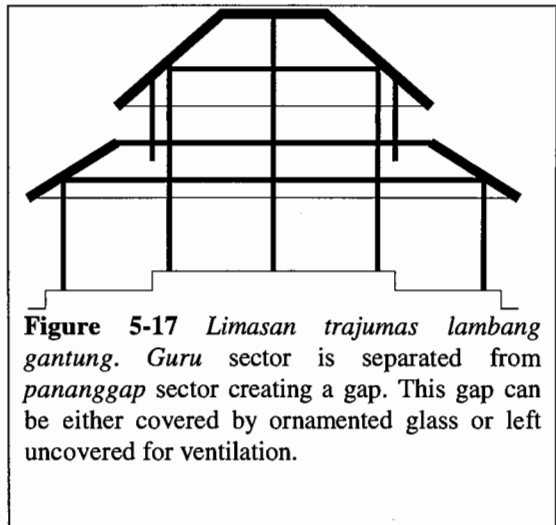 Figure 5-17 Limasan trajumas lambang
gantung. Guru sector is separated from
pananggap sector creating a gap. This gap can
be either covered by ornamented glass or left
uncovered for ventilation.